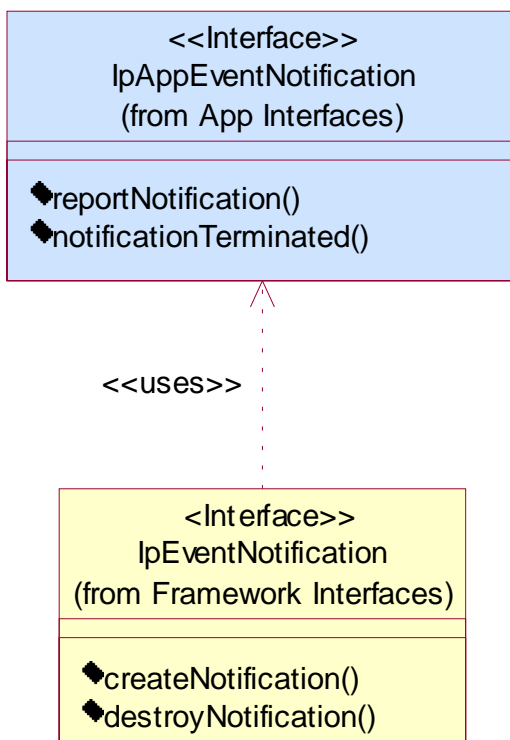 <<Interface>>
IpAppEventNotification
(from App Interfaces)
reportNotification()
notificationTerminated()
<<uses>>
<Interface>>
IpEventNotification
(from Framework Interfaces)
createNotification()
destroyNotification()